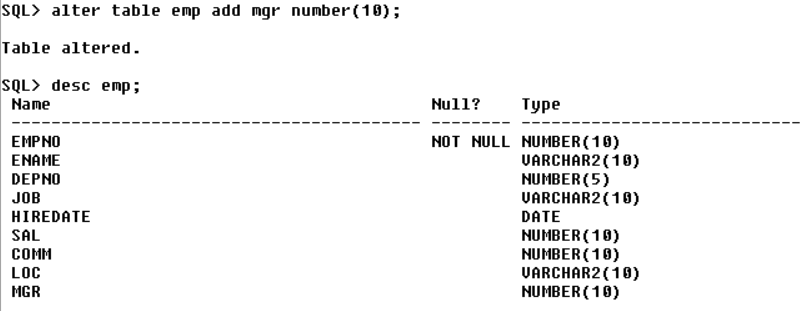 SQL> alter table emp add mgr number(10);
Table altered.
SQL> desc emp;
Name Null? Type
----------------------------------------- -------- ----------------------------
EMPNO NOT NULL NUMBER(10)
ENAME VARCHAR2(10)
DEPNO NUMBER(5)
JOB VARCHAR2(10)
HIREDATE DATE
SAL NUMBER(10)
COMM NUMBER(10)
LOC VARCHAR2(10)
MGR NUMBER(10)